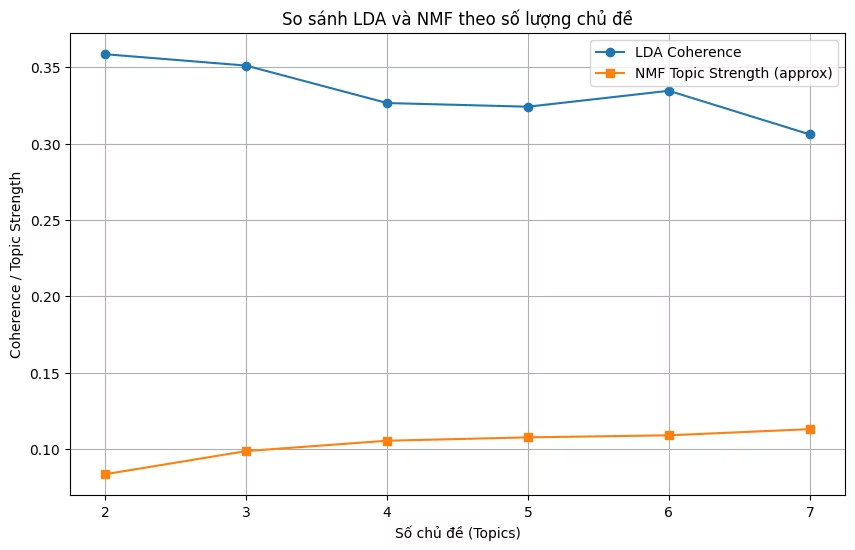 So sánh LDA và NMF theo số lượng chủ đề
LDA Coherence
NMF Topic Strength (approx)
Coherence / Topic Strength
0.35
0.30
0.25
0.20
0.15
0.10
2 3 4 5 6 7
Số chủ đề (Topics)